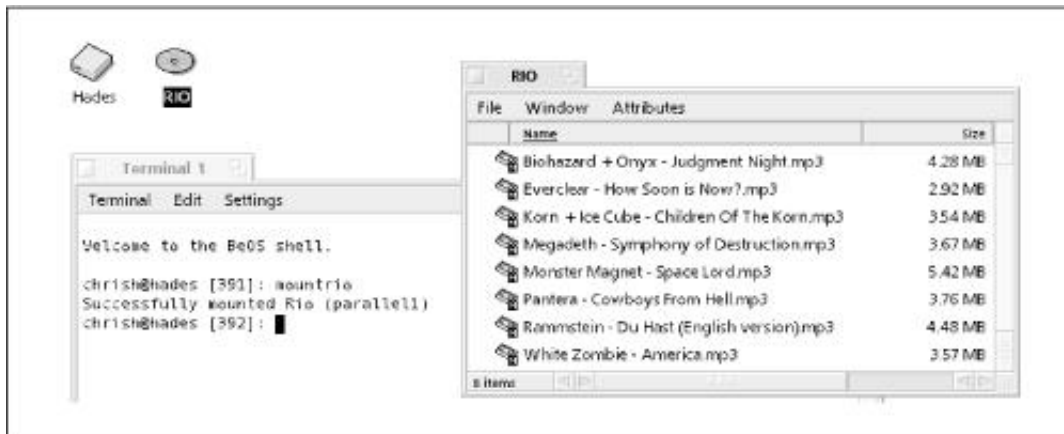 Hades
RIO
Terminal 1
Terminal Edit Settings
Welcome to the BeOS shell.
chrish@hades [391]: mountrio
Successfully mounted Rio (parallel1)
chrish@hades [392]:
RIO
File Window Attributes
Name Size
Biohazard + Onyx - Judgment Night.mp3 4.28 MB
Everclear - How Soon is Now?.mp3 2.92 MB
Korn + Ice Cube - Children Of The Korn.mp3 3.54 MB
Megadeth - Symphony of Destruction.mp3 3.67 MB
Monster Magnet - Space Lord.mp3 5.42 MB
Pantera - Cowboys From Hell.mp3 3.76 MB
Rammstein - Du Hast (English version).mp3 4.48 MB
White Zombie - America.mp3 3.57 MB
8 items